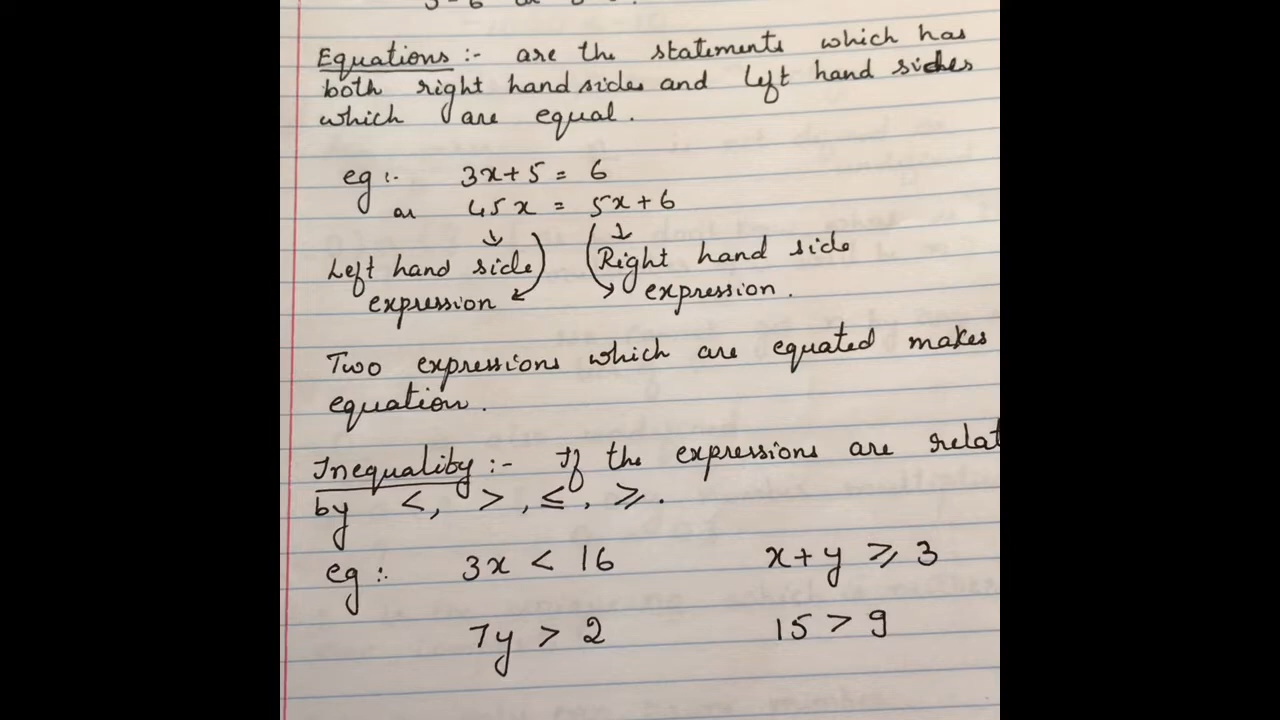 Equations :- are the statements which has
both right hand sides and left hand sides
which are equal.
eg :- 3x+5 = 6
or 45x = 5x+6
Left hand side Right hand side
expression expression.
Two expressions which are equated makes
equation.
Inequality :- If the expressions are relat
by <, >, ≤, ≥.
eg :. 3x < 16 x+y ≥ 3
7y > 2 15 > 9